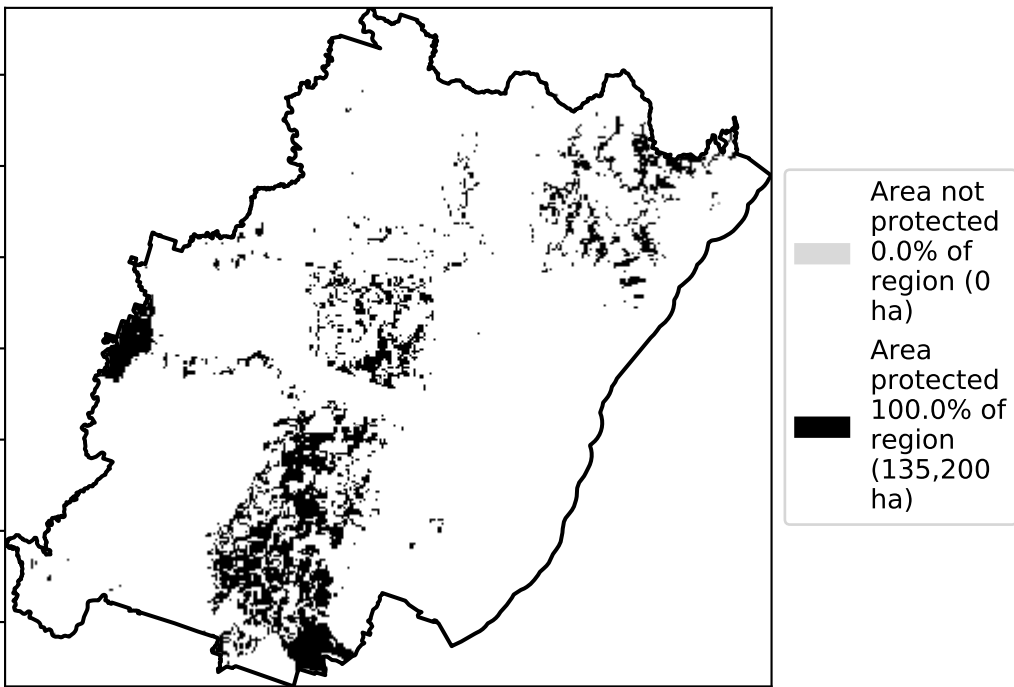 Area not
protected
0.0% of
region (0
ha)
Area
protected
100.0% of
region
(135,200
ha)